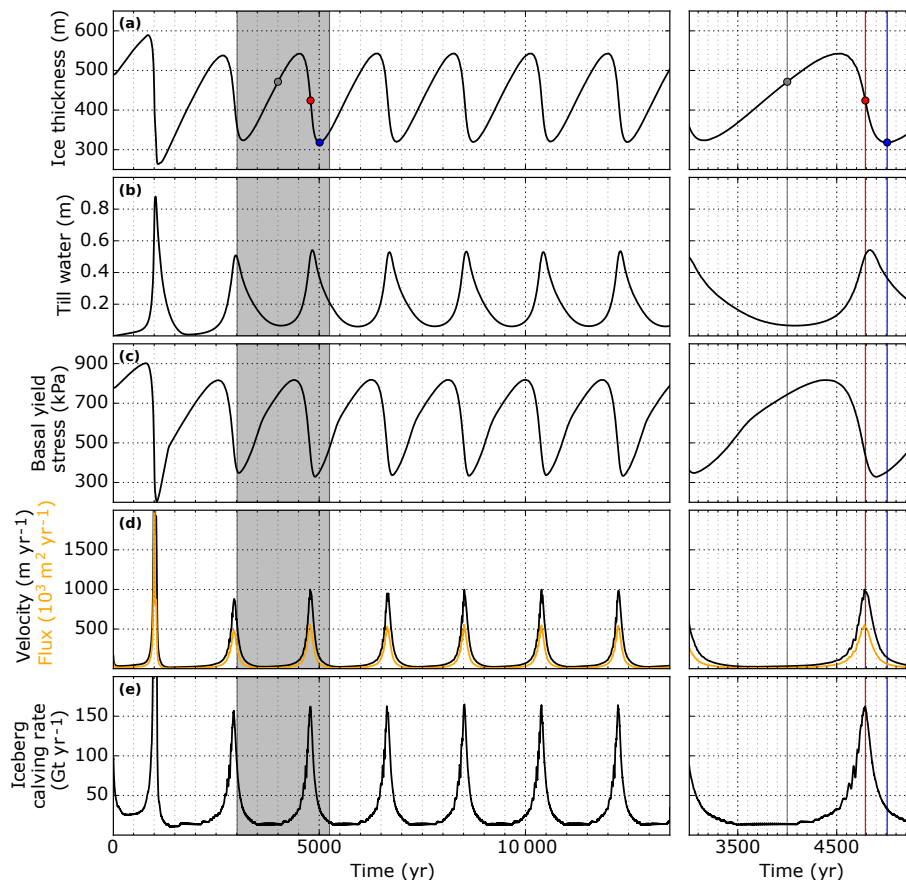 (a)
Ice thickness (m)
600
500
400
300
(b)
Till water (m)
0.8
0.6
0.4
0.2
(c)
Basal yield
stress (kPa)
900
700
500
300
(d)
Velocity (m yr-1)
Flux (10³ m² yr-1)
1500
1000
500
(e)
Iceberg
calving rate
(Gt yr-1)
150
100
50
0 5000 10 000
Time (yr)
3500 4500
Time (yr)